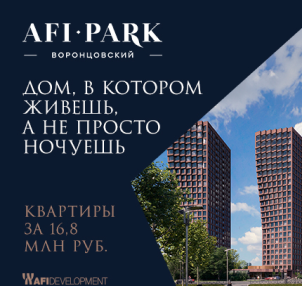 AFI·PARK
ВОРОНЦОВСКИЙ
ДОМ, В КОТОРОМ
ЖИВЕШЬ,
А НЕ ПРОСТО
НОЧУЕШЬ
КВАРТИРЫ
ЗА 16.8
МЛН РУБ.
AFIDEVELOPMENT